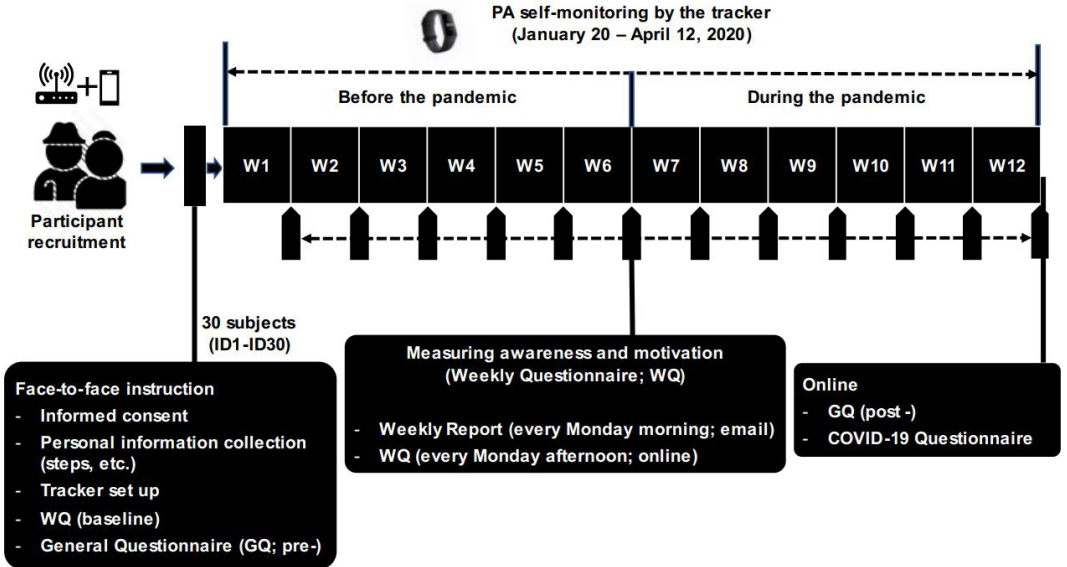 PA self-monitoring by the tracker
(January 20 – April 12, 2020)
Before the pandemic
During the pandemic
W1 W2 W3 W4 W5 W6 W7 W8 W9 W10 W11 W12
Participant
recruitment
30 subjects
(ID1-ID30)
Face-to-face instruction
- Informed consent
- Personal information collection
(steps, etc.)
- Tracker set up
- WQ (baseline)
- General Questionnaire (GQ; pre-)
Measuring awareness and motivation
(Weekly Questionnaire; WQ)
- Weekly Report (every Monday morning; email)
- WQ (every Monday afternoon; online)
Online
- GQ (post -)
- COVID-19 Questionnaire